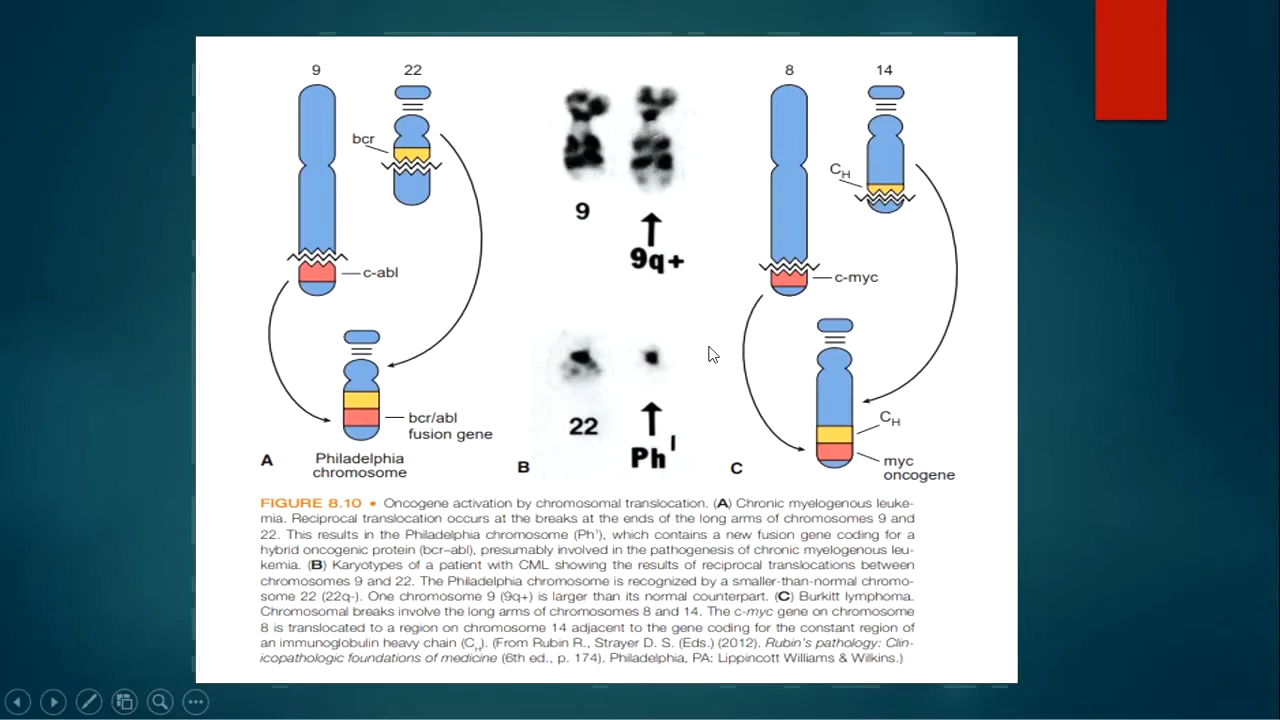 9
22
bcr
c-abl
bcr/abl
fusion gene
A
Philadelphia
chromosome
9
9q+
22
Ph¹
B
8
14
C_H
c-myc
C_H
myc
oncogene
C
FIGURE 8.10 • Oncogene activation by chromosomal translocation. (A) Chronic myelogenous leuke-
mia. Reciprocal translocation occurs at the breaks at the ends of the long arms of chromosomes 9 and
22. This results in the Philadelphia chromosome (Ph¹), which contains a new fusion gene coding for a
hybrid oncogenic protein (bcr–abl), presumably involved in the pathogenesis of chronic myelogenous leu-
kemia. (B) Karyotypes of a patient with CML showing the results of reciprocal translocations between
chromosomes 9 and 22. The Philadelphia chromosome is recognized by a smaller-than-normal chromo-
some 22 (22q-). One chromosome 9 (9q+) is larger than its normal counterpart. (C) Burkitt lymphoma.
Chromosomal breaks involve the long arms of chromosomes 8 and 14. The c-myc gene on chromosome
8 is translocated to a region on chromosome 14 adjacent to the gene coding for the constant region of
an immunoglobulin heavy chain (C_H). (From Rubin R., Strayer D. S. (Eds.) (2012). Rubin's pathology: Clin-
icopathologic foundations of medicine (6th ed., p. 174). Philadelphia, PA: Lippincott Williams & Wilkins.)